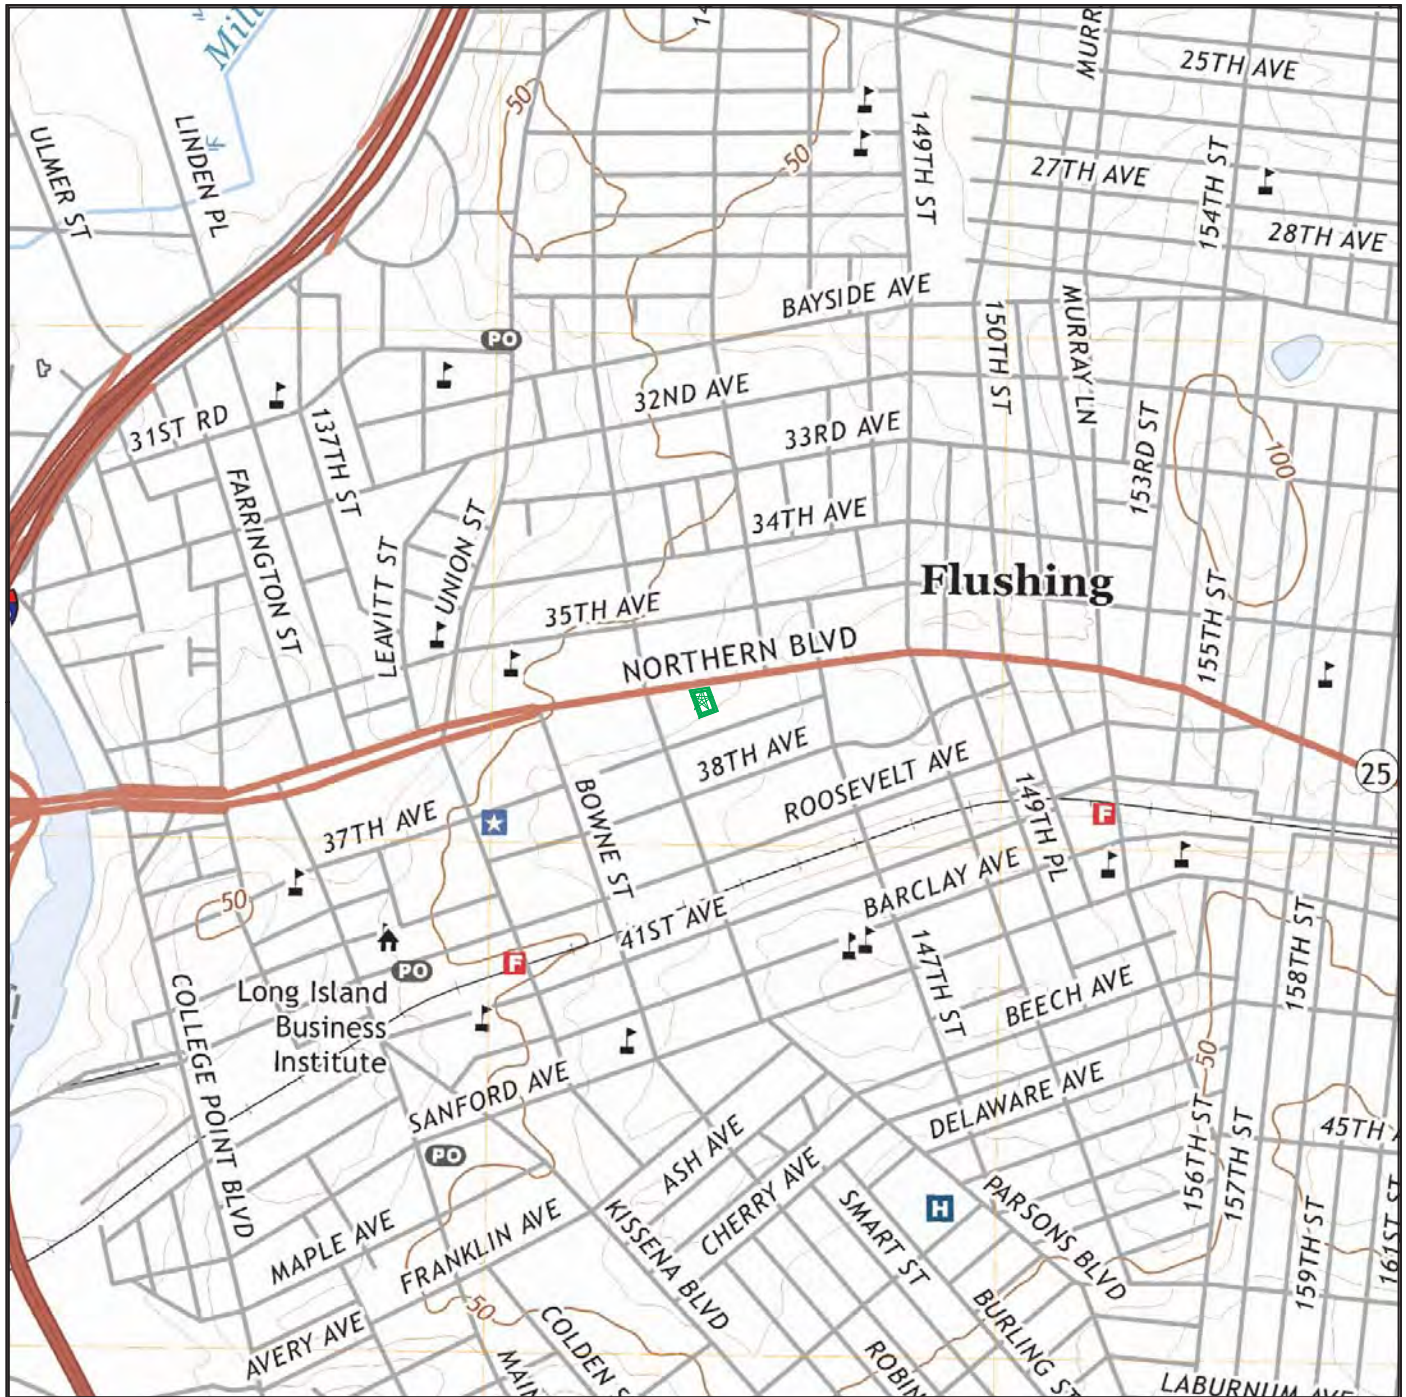 25TH AVE
LINDEN PL
ULMER ST
50
50
149TH ST
27TH AVE
154TH ST
28TH AVE
BAYSIDE AVE
150TH ST
MURRAY LN
PO
32ND AVE
33RD AVE
31ST RD
137TH ST
153RD ST
100
FARRINGTON ST
34TH AVE
UNION ST
LEAVITT ST
Flushing
35TH AVE
155TH ST
NORTHERN BLVD
38TH AVE
ROOSEVELT AVE
25
37TH AVE
BOWNE ST
149TH PL
F
BARCLAY AVE
50
41ST AVE
158TH ST
147TH ST
F
PO
BEECH AVE
Long Island
Business
Institute
COLLEGE POINT BLVD
50
SANFORD AVE
DELAWARE AVE
45TH
156TH ST
157TH ST
PO
ASH AVE
CHERRY AVE
H
SMART ST
PARSONS BLVD
MAPLE AVE
FRANKLIN AVE
KISSENA BLVD
159TH ST
161ST ST
50
BURLING ST
AVERY AVE
COLDEN